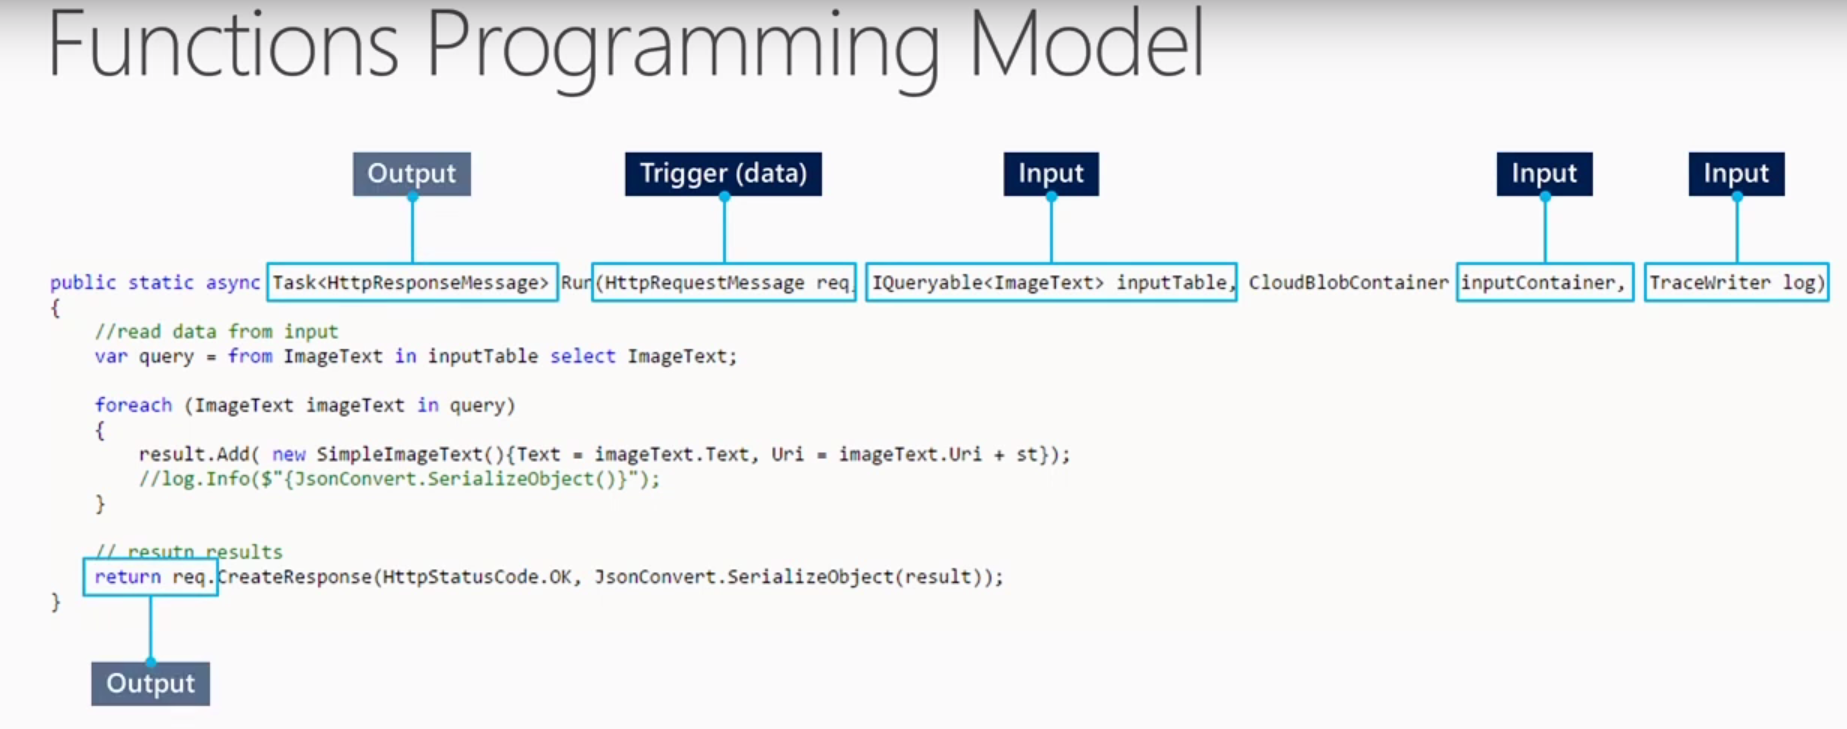 Functions Programming Model
Output Trigger (data) Input Input Input
public static async Task<HttpResponseMessage> Run(HttpRequestMessage req, IQueryable<ImageText> inputTable, CloudBlobContainer inputContainer, TraceWriter log)
{
//read data from input
var query = from ImageText in inputTable select ImageText;
foreach (ImageText imageText in query)
{
result.Add( new SimpleImageText(){Text = imageText.Text, Uri = imageText.Uri + st});
//log.Info($"{JsonConvert.SerializeObject()}");
}
// resutn results
return req.CreateResponse(HttpStatusCode.OK, JsonConvert.SerializeObject(result));
}
Output